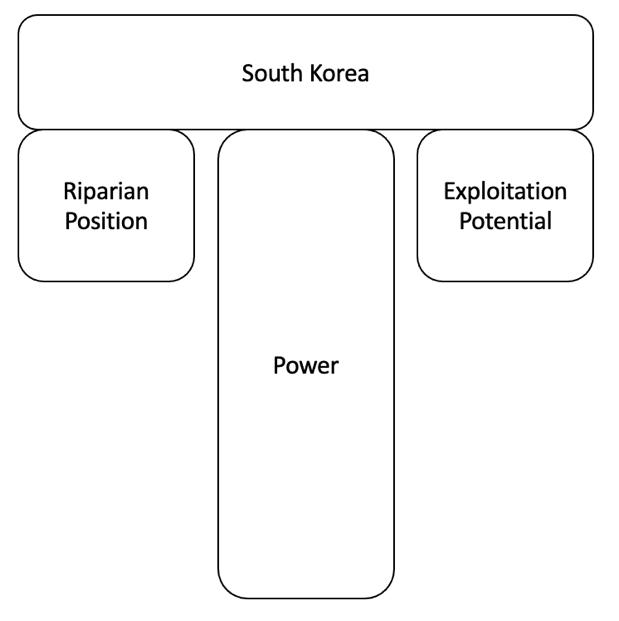 South Korea
Riparian
Position
Exploitation
Potential
Power